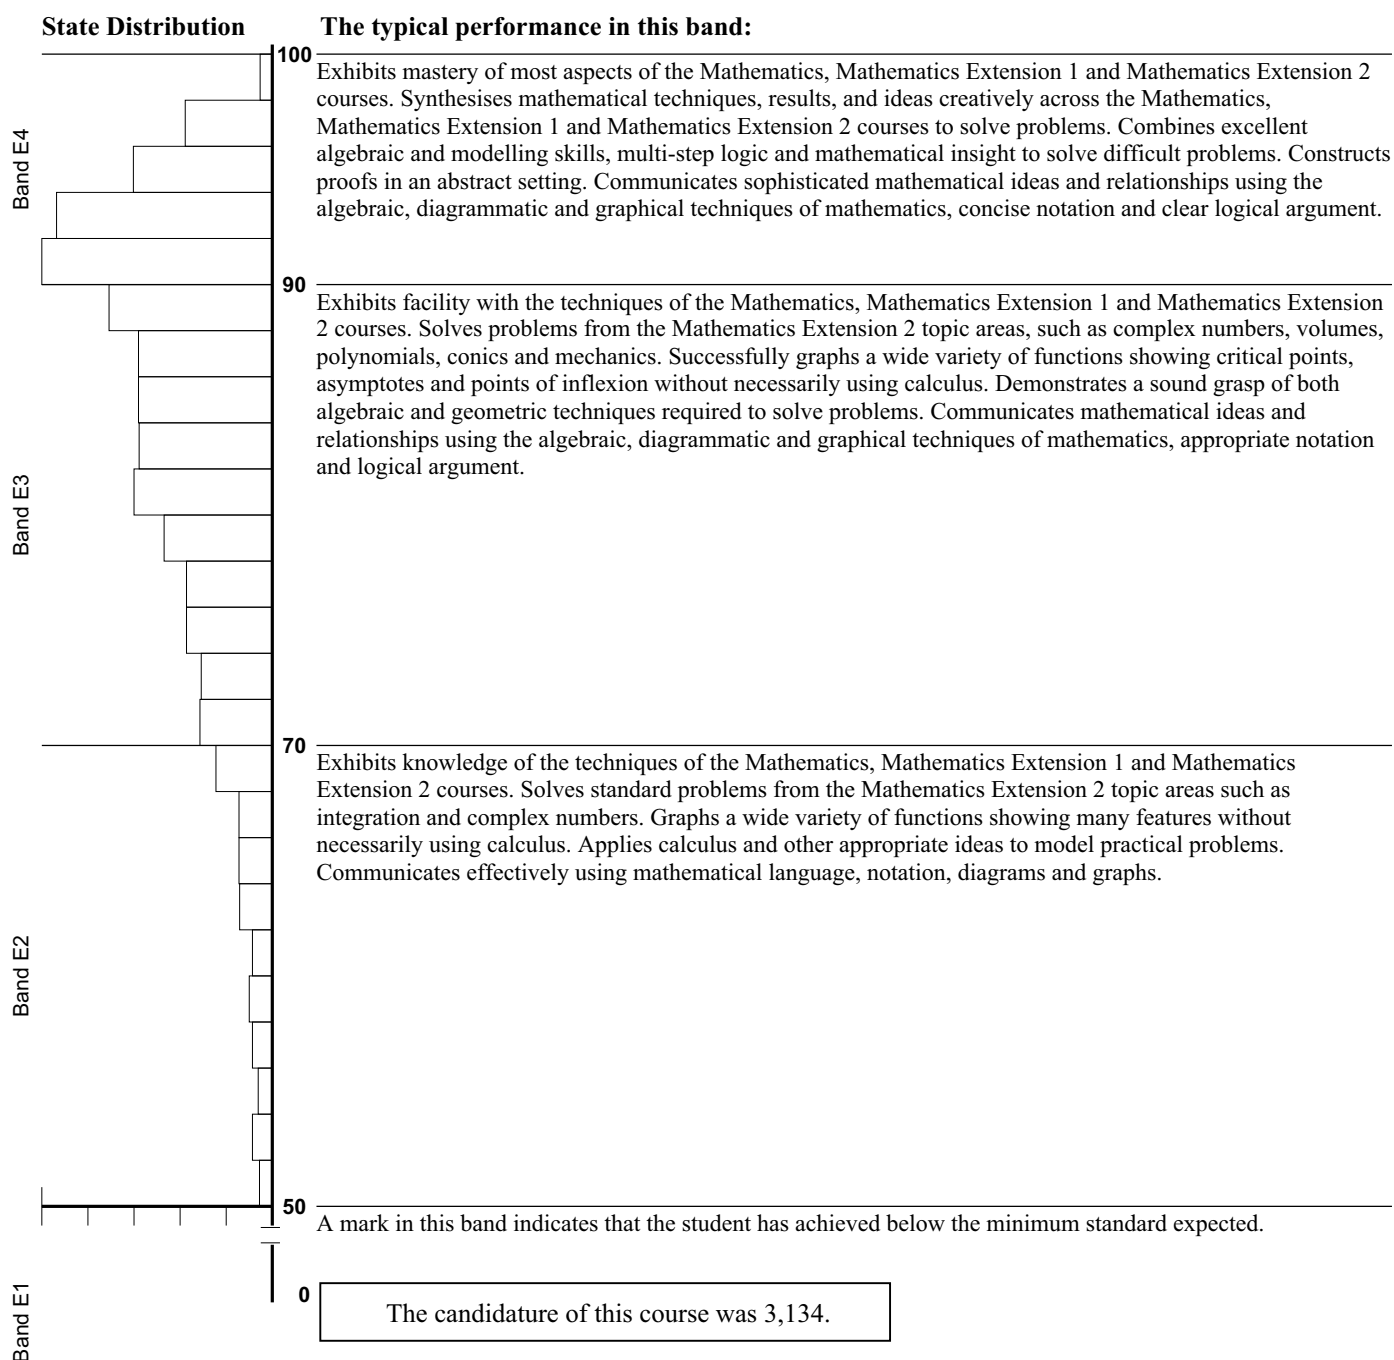 State Distribution
The typical performance in this band:
100
Exhibits mastery of most aspects of the Mathematics, Mathematics Extension 1 and Mathematics Extension 2
courses. Synthesises mathematical techniques, results, and ideas creatively across the Mathematics,
Mathematics Extension 1 and Mathematics Extension 2 courses to solve problems. Combines excellent
algebraic and modelling skills, multi-step logic and mathematical insight to solve difficult problems. Constructs
proofs in an abstract setting. Communicates sophisticated mathematical ideas and relationships using the
algebraic, diagrammatic and graphical techniques of mathematics, concise notation and clear logical argument.
Band E4
90
Exhibits facility with the techniques of the Mathematics, Mathematics Extension 1 and Mathematics Extension
2 courses. Solves problems from the Mathematics Extension 2 topic areas, such as complex numbers, volumes,
polynomials, conics and mechanics. Successfully graphs a wide variety of functions showing critical points,
asymptotes and points of inflexion without necessarily using calculus. Demonstrates a sound grasp of both
algebraic and geometric techniques required to solve problems. Communicates mathematical ideas and
relationships using the algebraic, diagrammatic and graphical techniques of mathematics, appropriate notation
and logical argument.
Band E3
70
Exhibits knowledge of the techniques of the Mathematics, Mathematics Extension 1 and Mathematics
Extension 2 courses. Solves standard problems from the Mathematics Extension 2 topic areas such as
integration and complex numbers. Graphs a wide variety of functions showing many features without
necessarily using calculus. Applies calculus and other appropriate ideas to model practical problems.
Communicates effectively using mathematical language, notation, diagrams and graphs.
Band E2
50
A mark in this band indicates that the student has achieved below the minimum standard expected.
Band E1
0
The candidature of this course was 3,134.